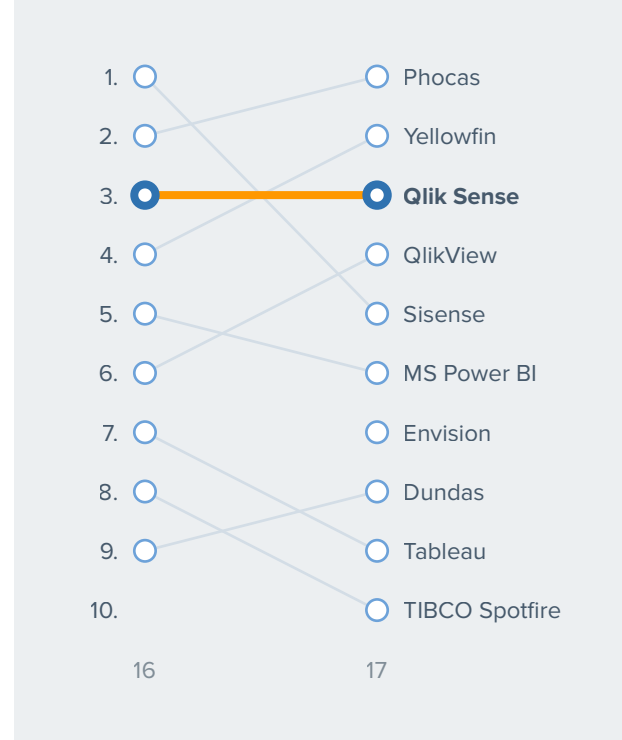 1. Phocas
2. Yellowfin
3. Qlik Sense
4. QlikView
5. Sisense
6. MS Power BI
7. Envision
8. Dundas
9. Tableau
10. TIBCO Spotfire
16 17